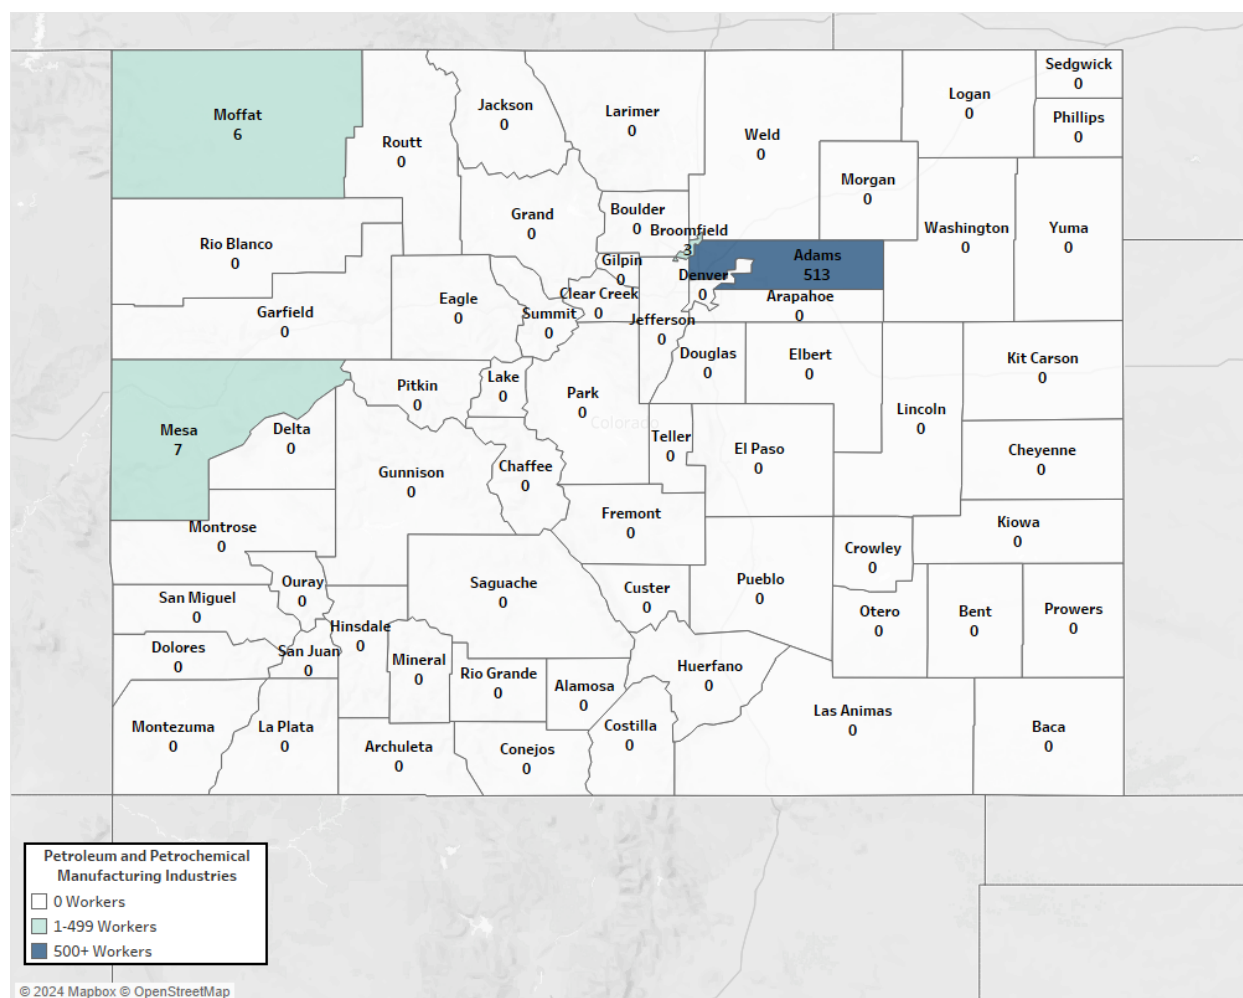 Sedgwick
0
Moffat
6
Jackson
0
Larimer
0
Logan
0
Phillips
0
Routt
0
Weld
0
Morgan
0
Grand
0
Boulder
0
Broomfield
3
Washington
0
Yuma
0
Rio Blanco
0
Gilpin
0
Adams
513
Denver
0
Clear Creek
0
Arapahoe
0
Eagle
0
Garfield
0
Summit
0
Jefferson
0
Douglas
0
Elbert
0
Kit Carson
0
Pitkin
0
Lake
0
Park
0
Colorado
Lincoln
0
Mesa
7
Delta
0
Teller
0
El Paso
0
Cheyenne
0
Gunnison
0
Chaffee
0
Fremont
0
Montrose
0
Kiowa
0
Crowley
0
Ouray
0
Saguache
0
Custer
0
Pueblo
0
San Miguel
0
Otero
0
Bent
0
Prowers
0
Hinsdale
0
Dolores
0
San Juan
0
Mineral
0
Rio Grande
0
Alamosa
0
Huerfano
0
Las Animas
0
Montezuma
0
La Plata
0
Costilla
0
Baca
0
Archuleta
0
Conejos
0
Petroleum and Petrochemical
Manufacturing Industries
0 Workers
1-499 Workers
500+ Workers
© 2024 Mapbox © OpenStreetMap